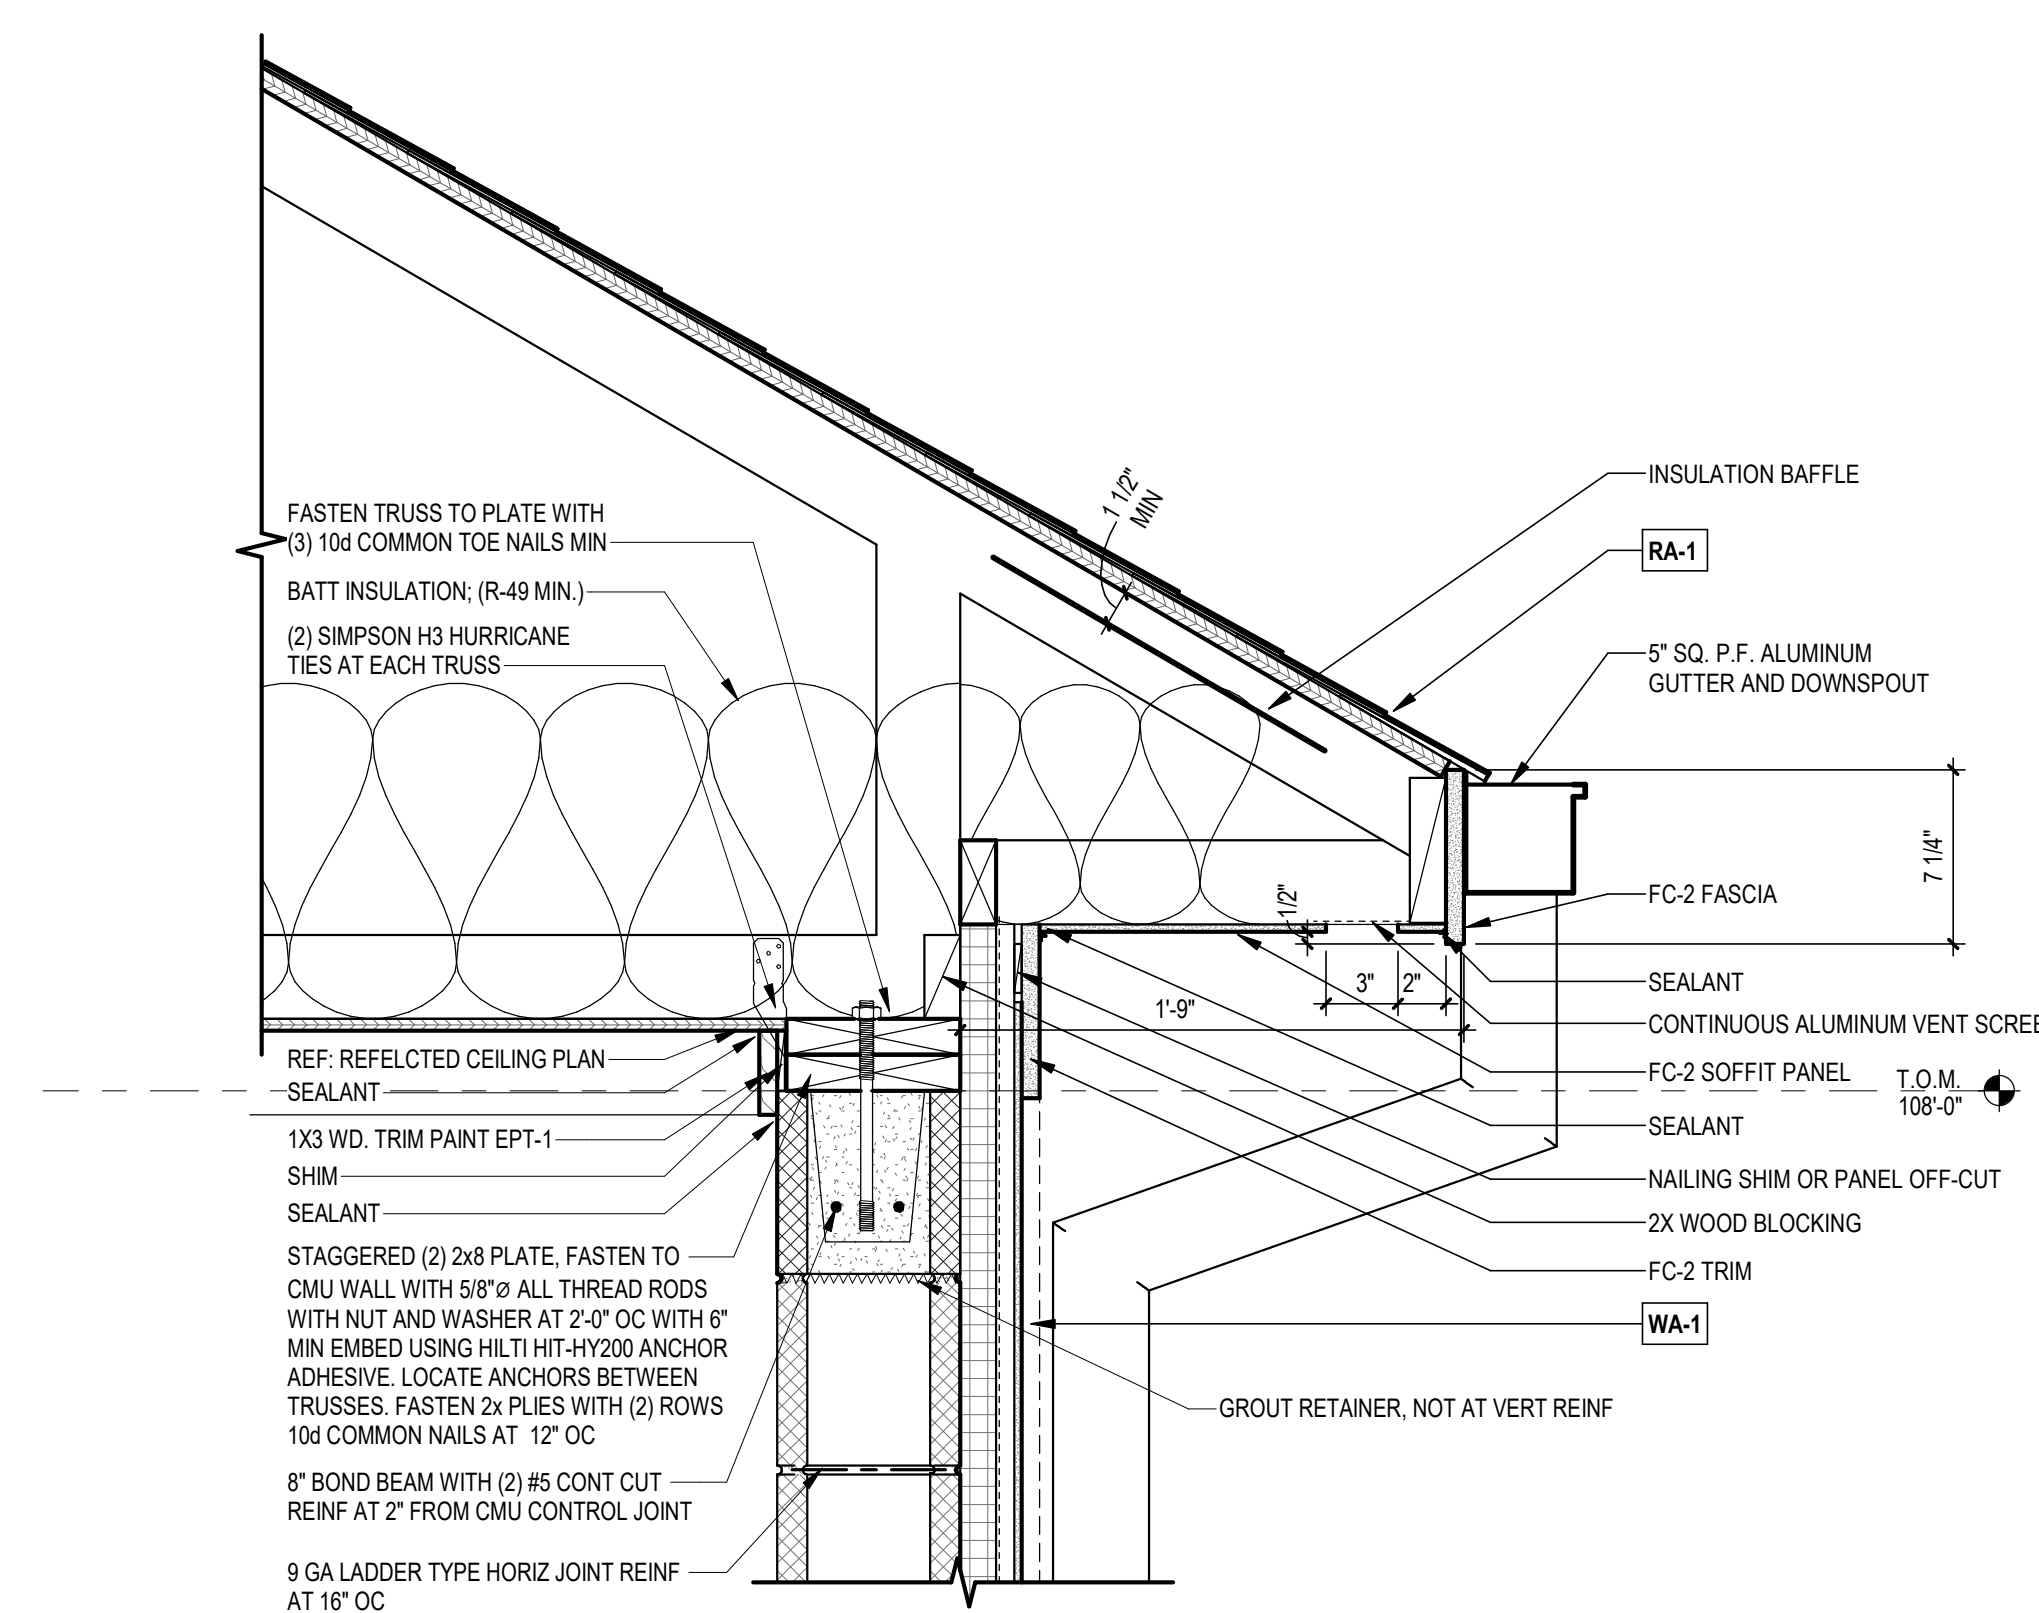 FASTEN TRUSS TO PLATE WITH
(3) 10d COMMON TOE NAILS MIN
BATT INSULATION; (R-49 MIN.)
(2) SIMPSON H3 HURRICANE
TIES AT EACH TRUSS
REF: REFELCTED CEILING PLAN
SEALANT
1X3 WD. TRIM PAINT EPT-1
SHIM
SEALANT
STAGGERED (2) 2x8 PLATE, FASTEN TO
CMU WALL WITH 5/8"Ø ALL THREAD RODS
WITH NUT AND WASHER AT 2'-0" OC WITH 6"
MIN EMBED USING HILTI HIT-HY200 ANCHOR
ADHESIVE. LOCATE ANCHORS BETWEEN
TRUSSES. FASTEN 2x PLIES WITH (2) ROWS
10d COMMON NAILS AT 12" OC
8" BOND BEAM WITH (2) #5 CONT CUT
REINF AT 2" FROM CMU CONTROL JOINT
9 GA LADDER TYPE HORIZ JOINT REINF
AT 16" OC
1 1/2"
MIN
1/2"
3"
2"
1'-9"
7 1/4"
INSULATION BAFFLE
RA-1
5" SQ. P.F. ALUMINUM
GUTTER AND DOWNSPOUT
FC-2 FASCIA
SEALANT
CONTINUOUS ALUMINUM VENT SCREE
FC-2 SOFFIT PANEL
T.O.M.
108'-0"
SEALANT
NAILING SHIM OR PANEL OFF-CUT
2X WOOD BLOCKING
FC-2 TRIM
WA-1
GROUT RETAINER, NOT AT VERT REINF